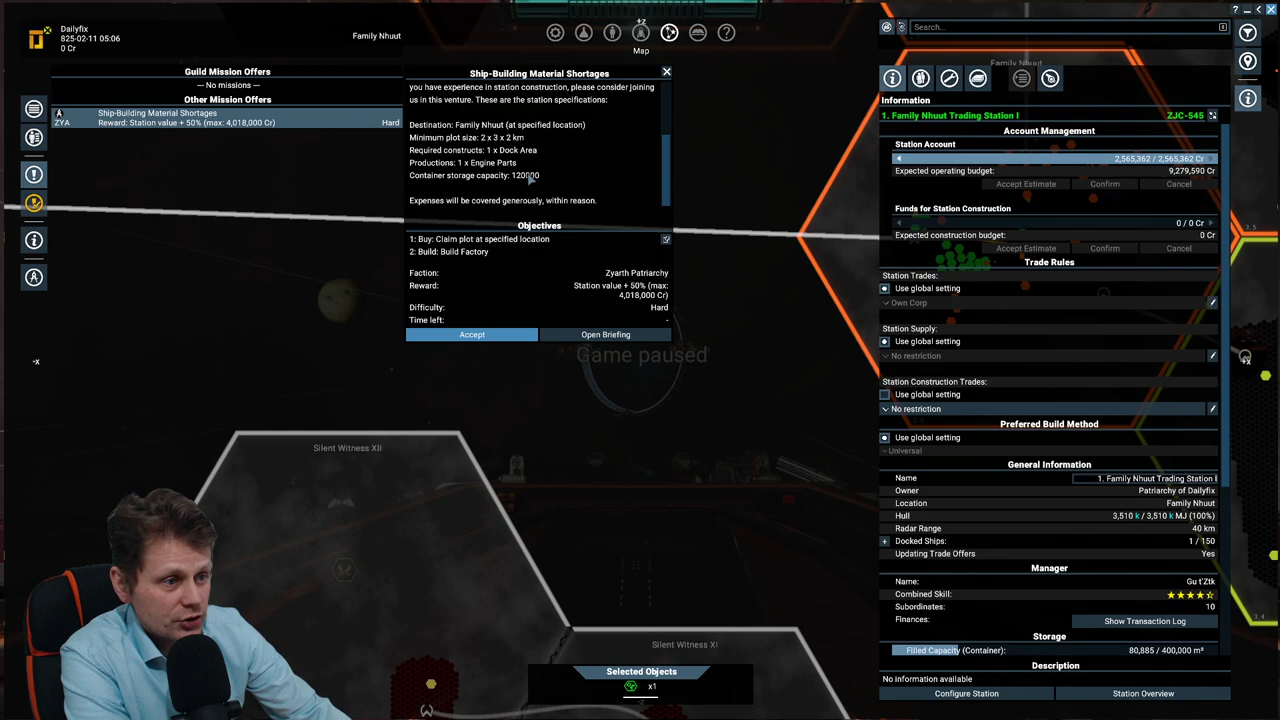 Dailyfix
825-02-11 05:06
0 Cr
Family Nhuut
+z
Map
Guild Mission Offers
--- No missions ---
Other Mission Offers
Ship-Building Material Shortages
ZYA Reward: Station value + 50% (max: 4,018,000 Cr) Hard
Ship-Building Material Shortages
you have experience in station construction, please consider joining
us in this venture. These are the station specifications:
Destination: Family Nhuut (at specified location)
Minimum plot size: 2 x 3 x 2 km
Required constructs: 1 x Dock Area
Productions: 1 x Engine Parts
Container storage capacity: 120000
Expenses will be covered generously, within reason.
Objectives
1: Buy: Claim plot at specified location
2: Build: Build Factory
Faction: Zyarth Patriarchy
Reward: Station value + 50% (max:
4,018,000 Cr)
Difficulty: Hard
Time left: -
Accept
Open Briefing
Game paused
-x
+x
Silent Witness XII
Silent Witness XI
Selected Objects
x1
Search...
Family Nhuut
Information
1. Family Nhuut Trading Station I ZJC-545
Account Management
Station Account
2,565,362 / 2,565,362 Cr
Expected operating budget: 9,279,590 Cr
Accept Estimate Confirm Cancel
Funds for Station Construction
0 / 0 Cr
Expected construction budget: 0 Cr
Accept Estimate Confirm Cancel
Trade Rules
Station Trades:
Use global setting
Own Corp
Station Supply:
Use global setting
No restriction
Station Construction Trades:
Use global setting
No restriction
Preferred Build Method
Use global setting
Universal
General Information
Name 1. Family Nhuut Trading Station I
Owner Patriarchy of Dailyfix
Location Family Nhuut
Hull 3,510 k / 3,510 k MJ (100%)
Radar Range 40 km
+ Docked Ships: 1 / 150
Updating Trade Offers Yes
Manager
Name: Gu t'Ztk
Combined Skill:
Subordinates: 10
Finances: Show Transaction Log
Storage
Filled Capacity (Container): 80,885 / 400,000 m³
Description
No information available
Configure Station
Station Overview
3.5
3.4